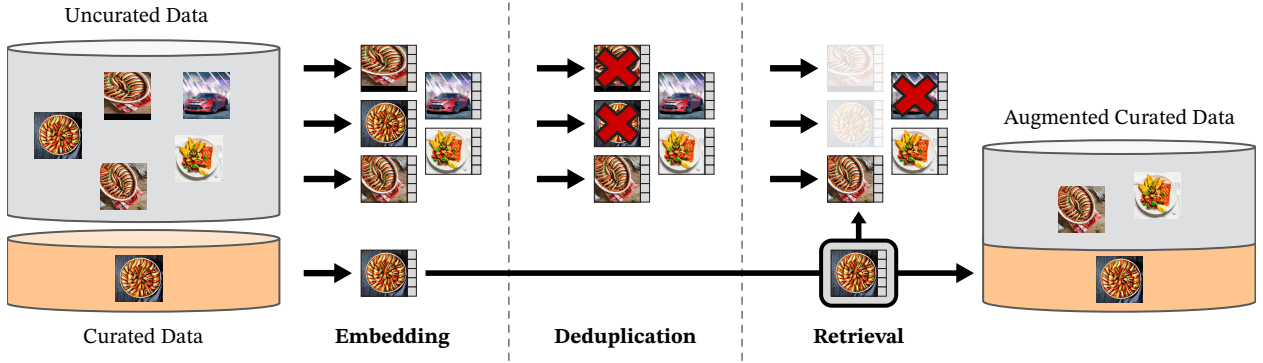 Uncurated Data
Augmented Curated Data
Curated Data
Embedding
Deduplication
Retrieval